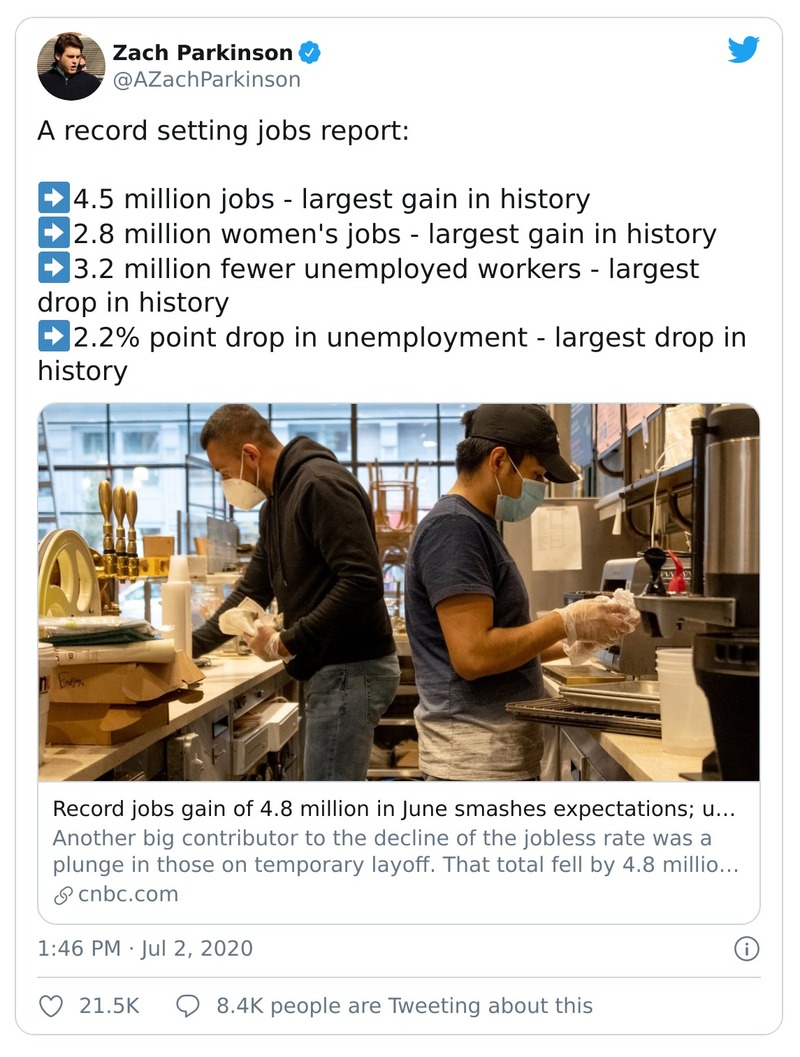 Zach Parkinson
@AZachParkinson
A record setting jobs report:
➡️4.5 million jobs - largest gain in history
➡️2.8 million women's jobs - largest gain in history
➡️3.2 million fewer unemployed workers - largest
drop in history
➡️2.2% point drop in unemployment - largest drop in
history
Record jobs gain of 4.8 million in June smashes expectations; u…
Another big contributor to the decline of the jobless rate was a
plunge in those on temporary layoff. That total fell by 4.8 millio…
cnbc.com
1:46 PM · Jul 2, 2020
21.5K 8.4K people are Tweeting about this